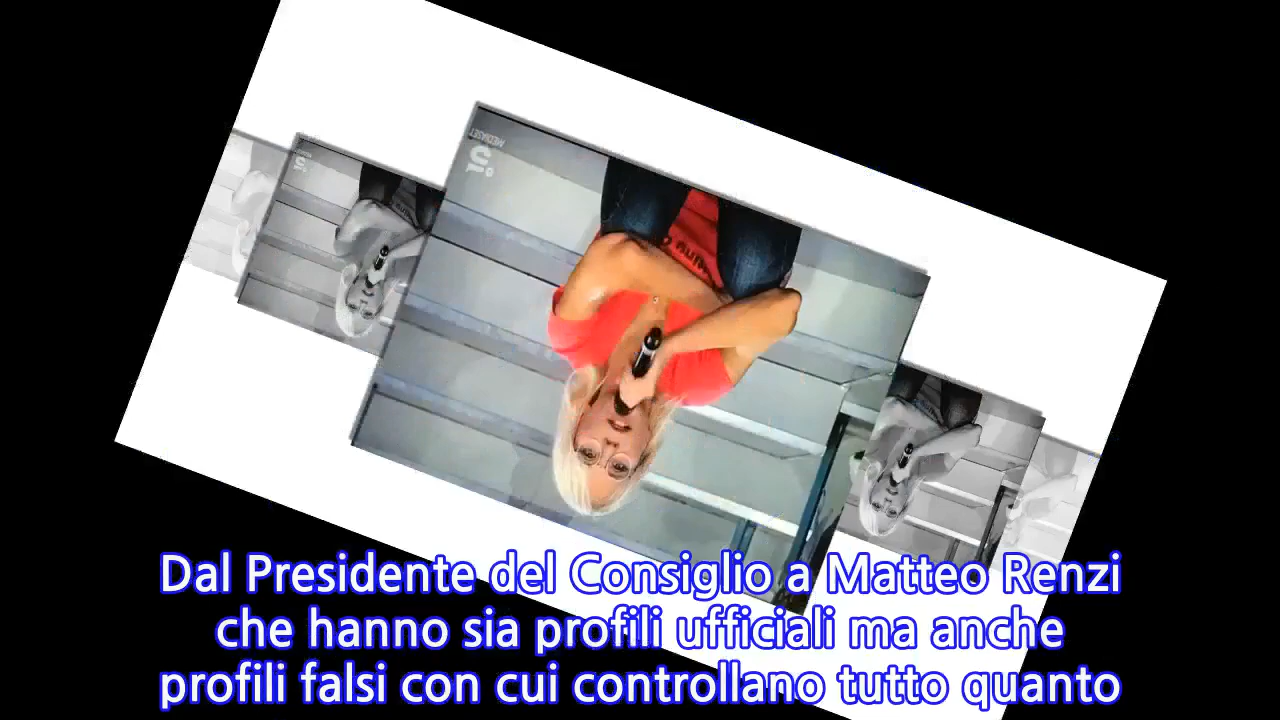 MEDIASET
Dal Presidente del Consiglio a Matteo Renzi
che hanno sia profili ufficiali ma anche
profili falsi con cui controllano tutto quanto